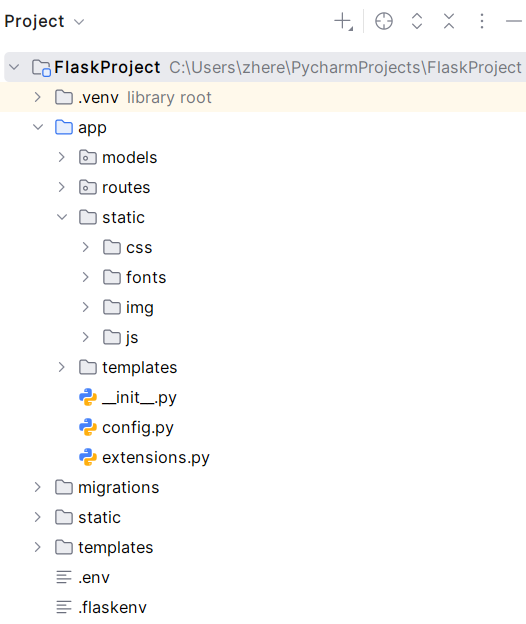 Project
FlaskProject C:\Users\zhere\PycharmProjects\FlaskProject
.venv library root
app
models
routes
static
css
fonts
img
js
templates
__init__.py
config.py
extensions.py
migrations
static
templates
.env
.flaskenv